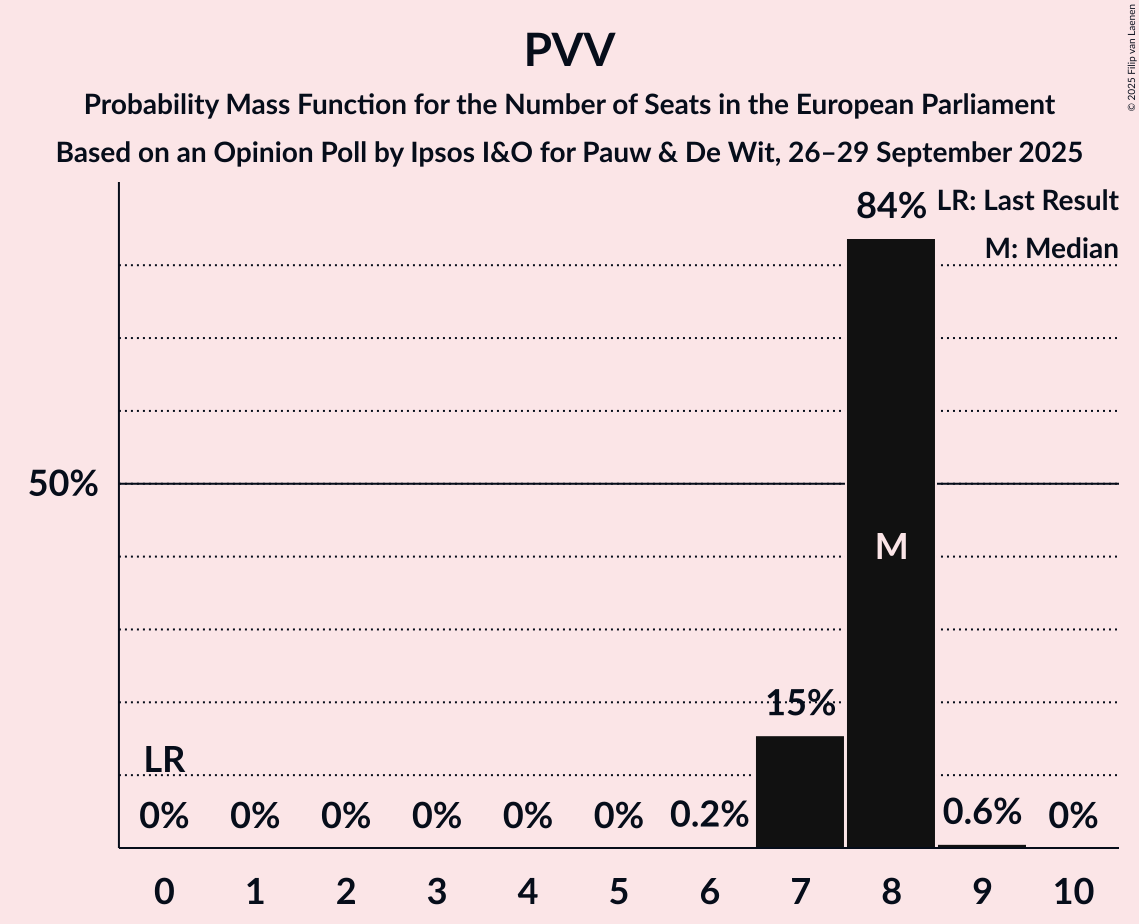 PVV
Probability Mass Function for the Number of Seats in the European Parliament
Based on an Opinion Poll by Ipsos I&O for Pauw & De Wit, 26–29 September 2025
© 2025 Filip van Laenen
84%
LR: Last Result
M: Median
50%
M
15%
LR
0% 0% 0% 0% 0% 0% 0.2% 0.6% 0%
0 1 2 3 4 5 6 7 8 9 10